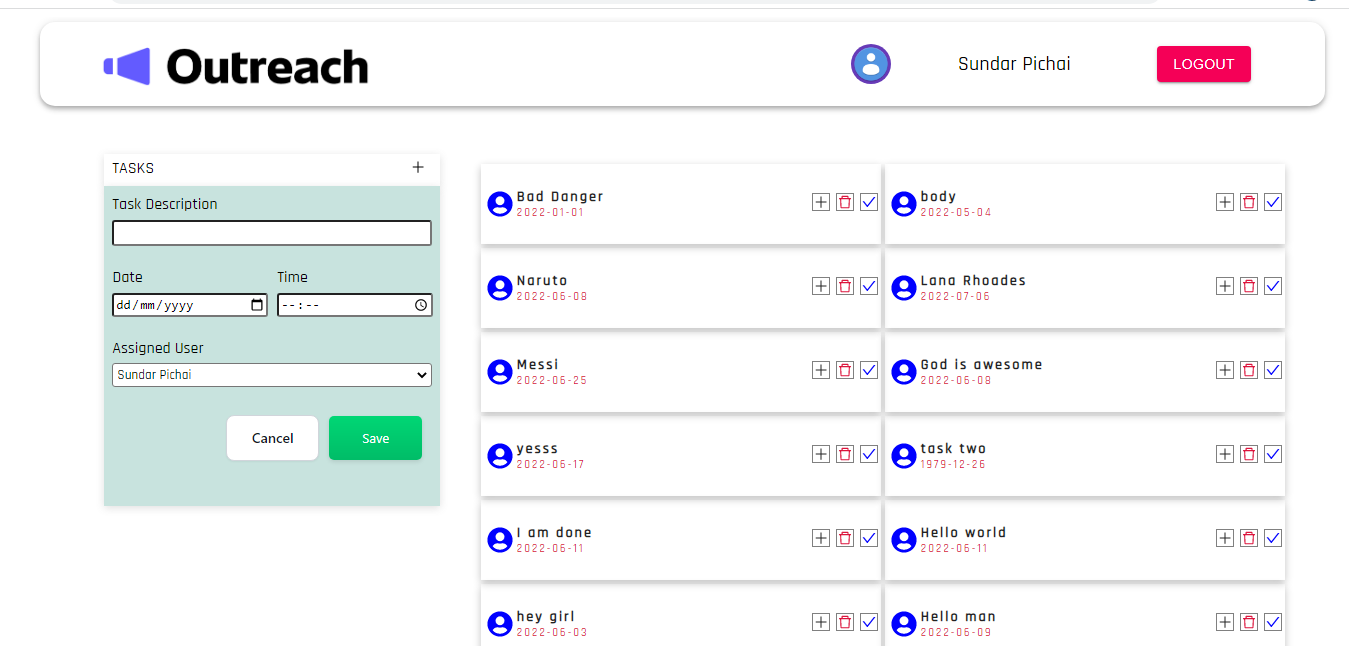 Outreach
Sundar Pichai
LOGOUT
TASKS
Task Description
Date Time
dd/mm/yyyy --:--
Assigned User
Sundar Pichai
Cancel Save
Bad Danger
2022-01-01
body
2022-05-04
Naruto
2022-06-08
Lana Rhoades
2022-07-06
Messi
2022-06-25
God is awesome
2022-06-08
yesss
2022-06-17
task two
1979-12-26
I am done
2022-06-11
Hello world
2022-06-11
hey girl
2022-06-03
Hello man
2022-06-09